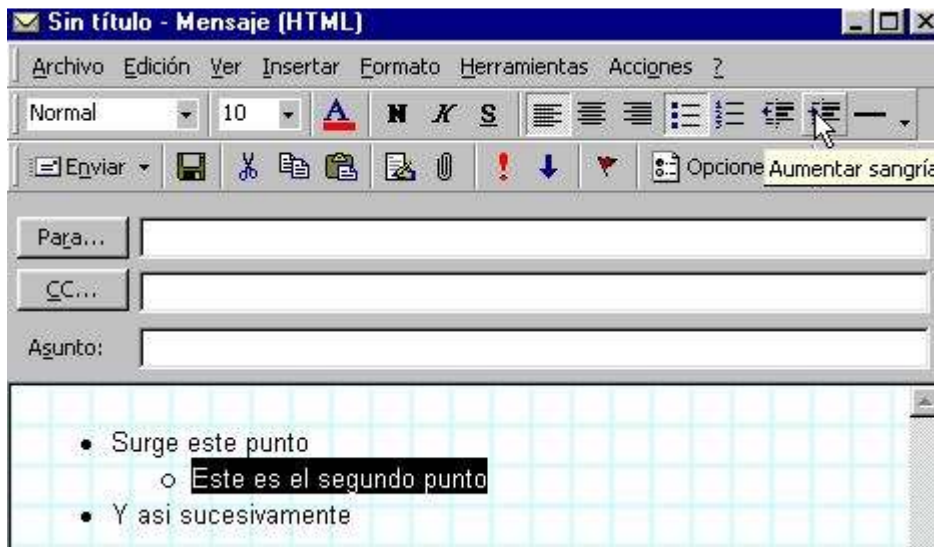 Sin título - Mensaje (HTML)
Archivo Edición Ver Insertar Formato Herramientas Acciones ?
Normal 10 A N K S
Enviar Opcione Aumentar sangría
Para...
CC...
Asunto:
Surge este punto
Este es el segundo punto
Y asi sucesivamente